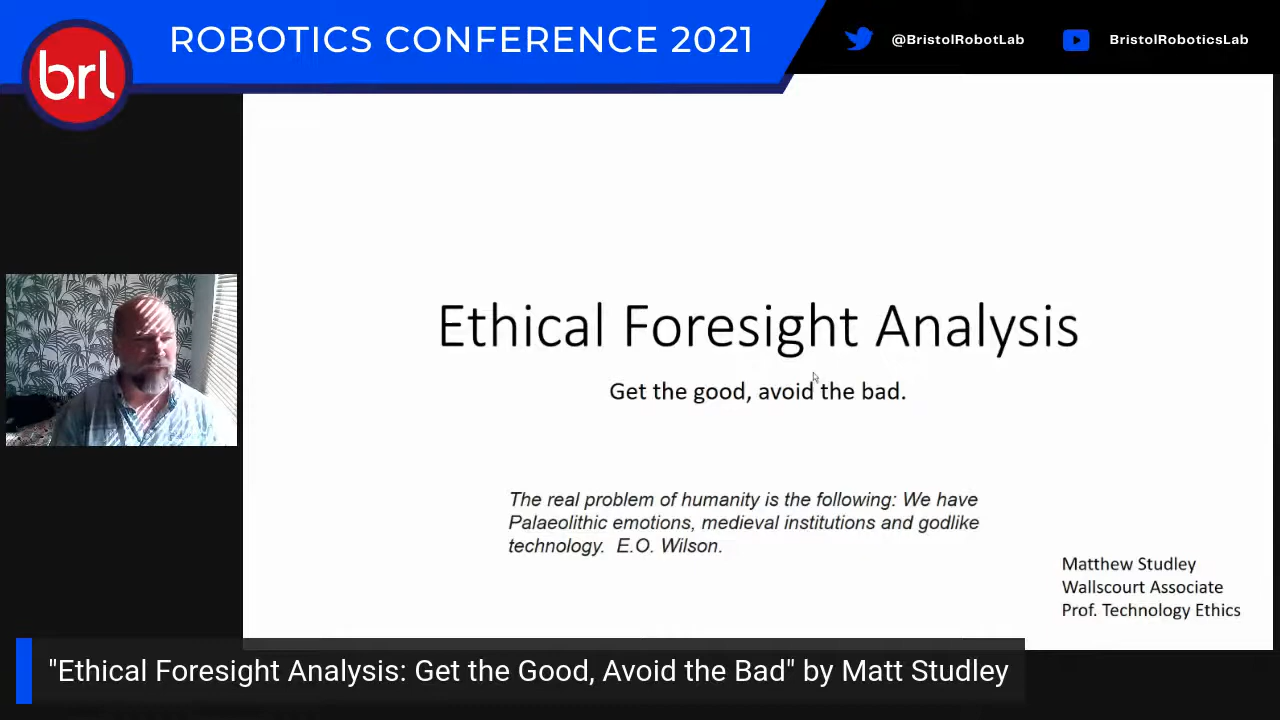 brl
ROBOTICS CONFERENCE 2021
@BristolRobotLab
BristolRoboticsLab
Ethical Foresight Analysis
Get the good, avoid the bad.
The real problem of humanity is the following: We have
Palaeolithic emotions, medieval institutions and godlike
technology.  E.O. Wilson.
Matthew Studley
Wallscourt Associate
Prof. Technology Ethics
"Ethical Foresight Analysis: Get the Good, Avoid the Bad" by Matt Studley